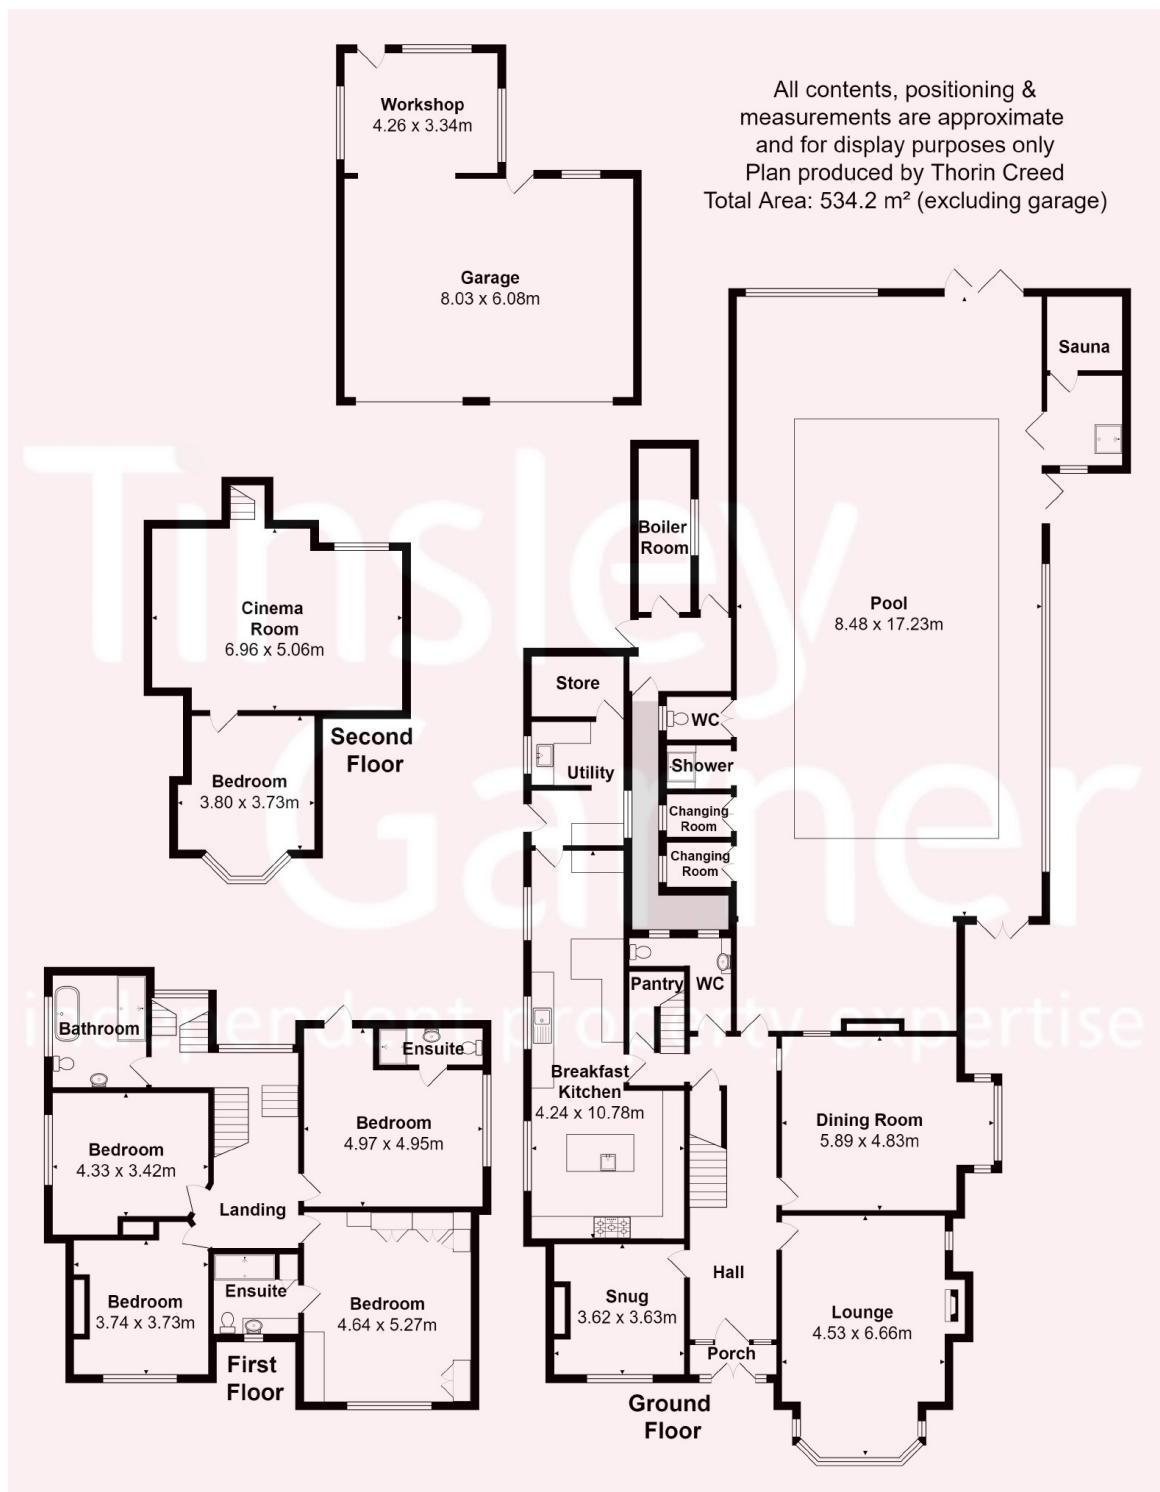 All contents, positioning &
measurements are approximate
and for display purposes only
Plan produced by Thorin Creed
Total Area: 534.2 m² (excluding garage)
Workshop
4.26 x 3.34m
Garage
8.03 x 6.08m
Sauna
Boiler
Room
Pool
8.48 x 17.23m
Cinema
Room
6.96 x 5.06m
Second
Floor
Bedroom
3.80 x 3.73m
Store
WC
Utility
Shower
Changing
Room
Changing
Room
Tinsley
Garner
independent property expertise
Bathroom
Ensuite
Bedroom
4.97 x 4.95m
Bedroom
4.33 x 3.42m
Landing
Bedroom
3.74 x 3.73m
Ensuite
Bedroom
4.64 x 5.27m
First
Floor
Pantry
WC
Breakfast
Kitchen
4.24 x 10.78m
Dining Room
5.89 x 4.83m
Hall
Snug
3.62 x 3.63m
Lounge
4.53 x 6.66m
Porch
Ground
Floor